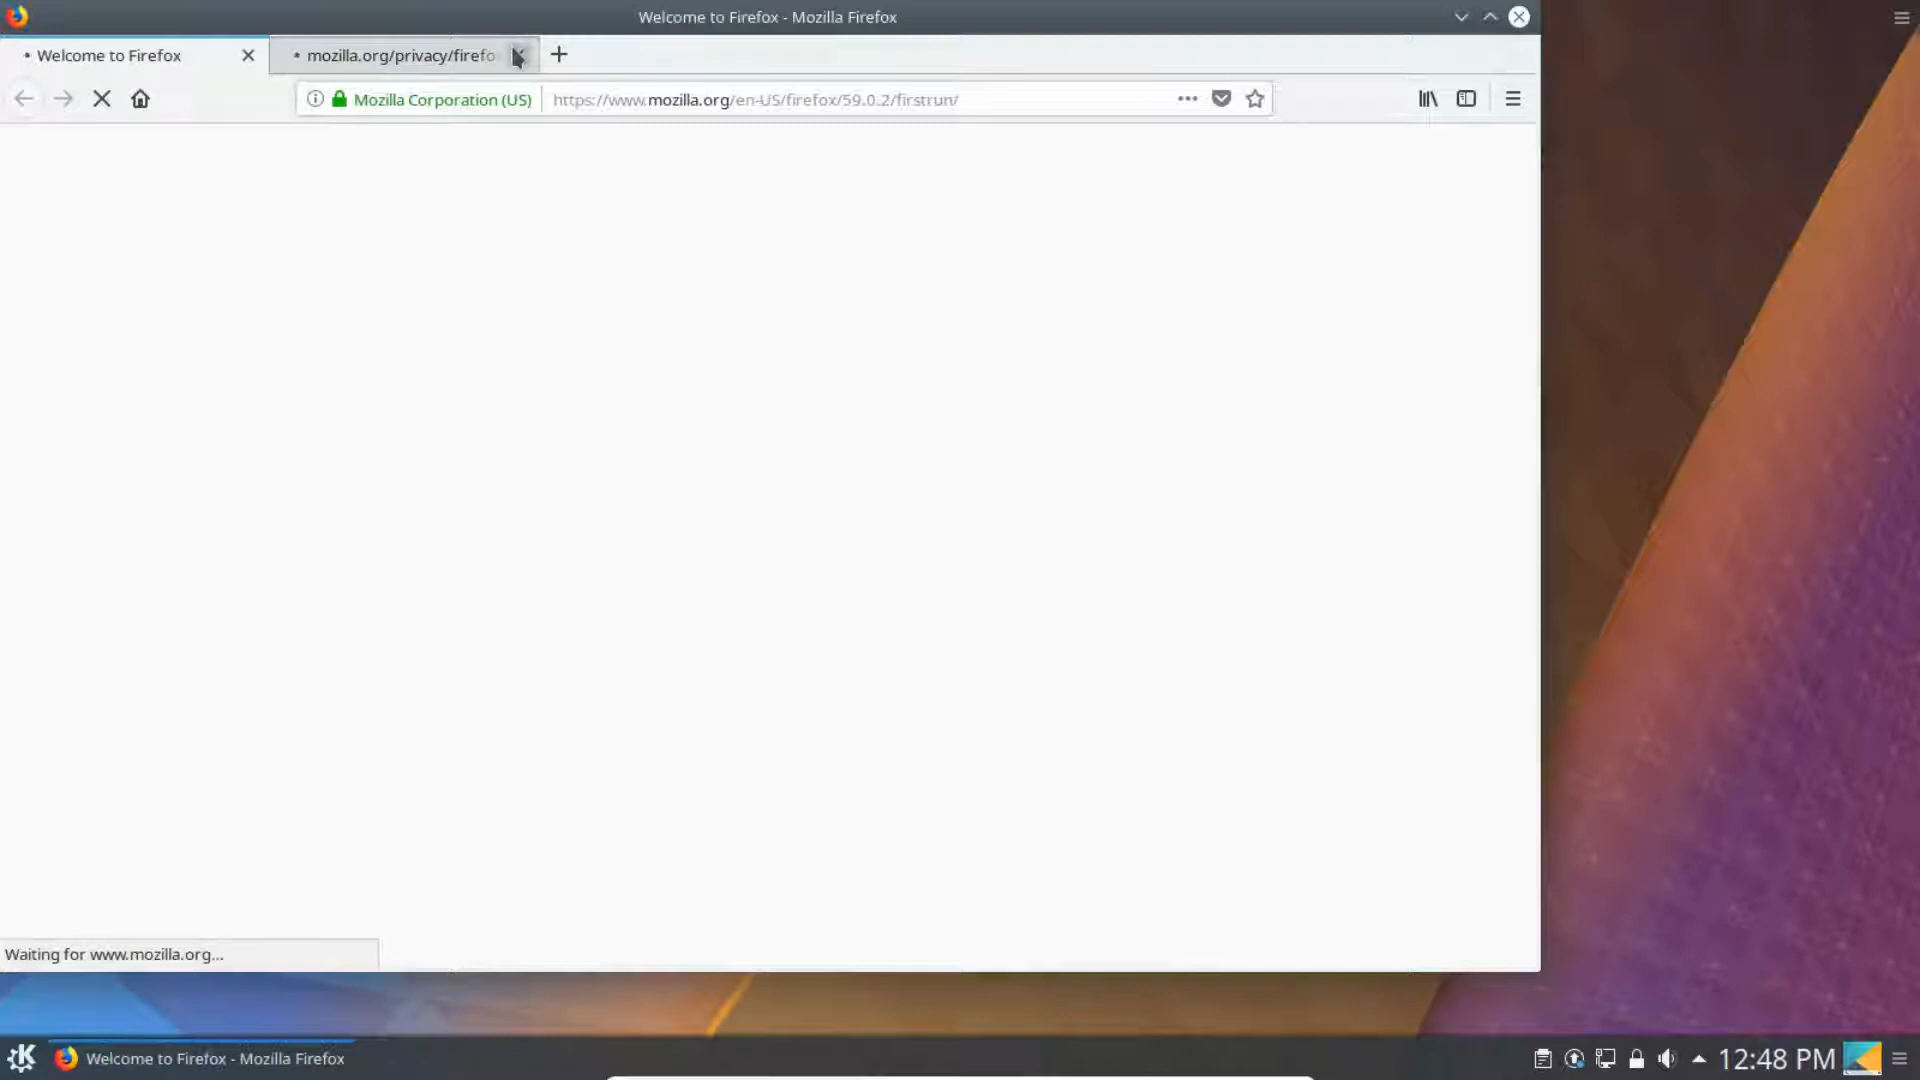 Welcome to Firefox - Mozilla Firefox
Welcome to Firefox
mozilla.org/privacy/firefo
Mozilla Corporation (US)
https://www.mozilla.org/en-US/firefox/59.0.2/firstrun/
Waiting for www.mozilla.org...
Welcome to Firefox - Mozilla Firefox
12:48 PM